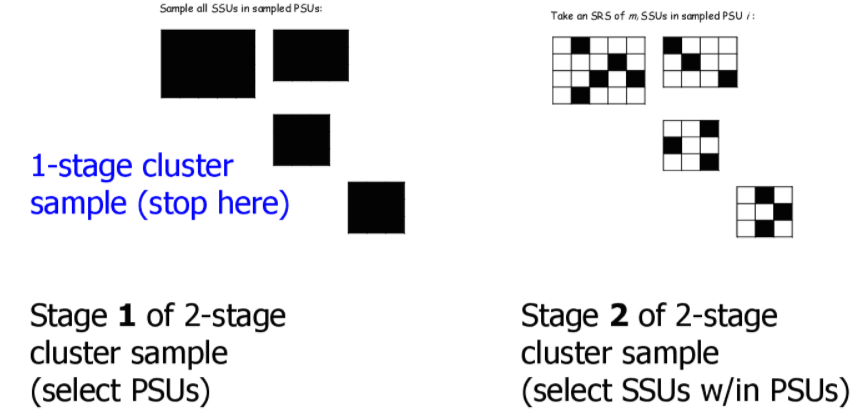 Sample all SSUs in sampled PSUs:
Take an SRS of mᵢ SSUs in sampled PSU i:
1-stage cluster
sample (stop here)
Stage 1 of 2-stage
cluster sample
(select PSUs)
Stage 2 of 2-stage
cluster sample
(select SSUs w/in PSUs)